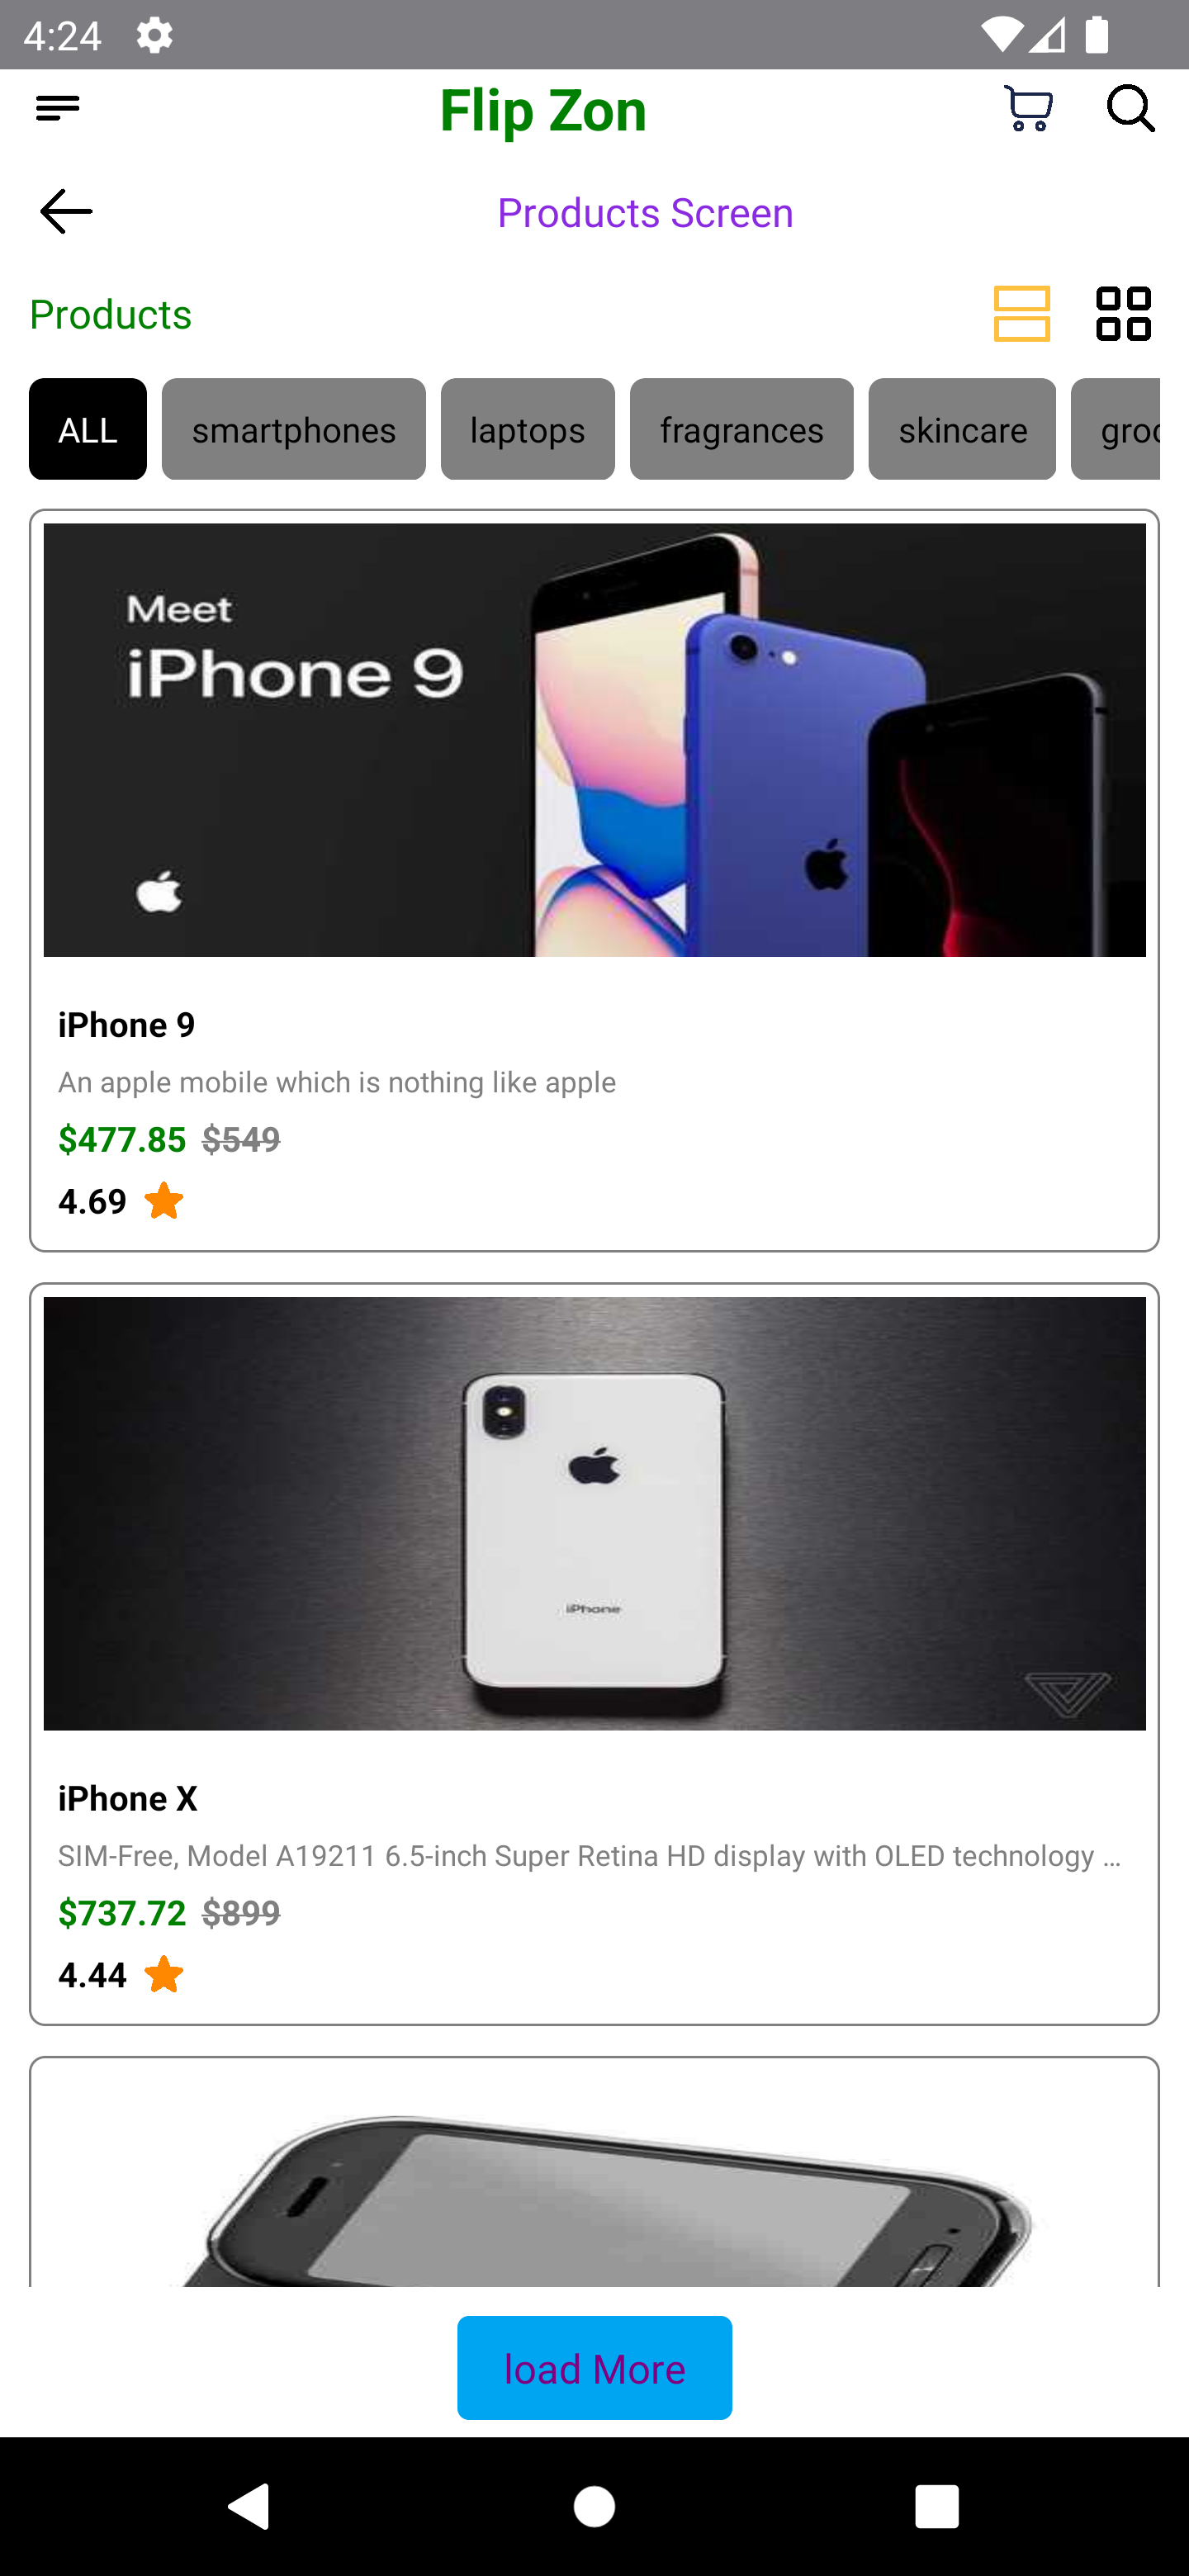 4:24
Flip Zon
Products Screen
Products
ALL smartphones laptops fragrances skincare groc
Meet
iPhone 9
iPhone 9
An apple mobile which is nothing like apple
$477.85 $549
4.69
iPhone
iPhone X
SIM-Free, Model A19211 6.5-inch Super Retina HD display with OLED technology ...
$737.72 $899
4.44
load More